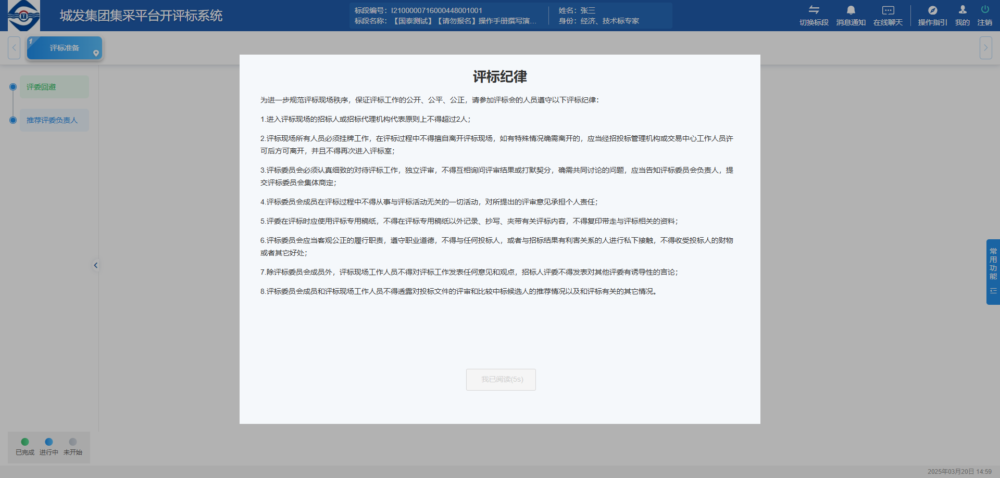 城发集团集采平台开评标系统
标段编号：I2100000716000448001001
标段名称：【国泰测试】【请勿报名】操作手册撰写演...
姓名：张三
身份：经济、技术标专家
切换标段
消息通知
在线聊天
操作指引
我的
注销
1
评标准备
评委回避
推荐评委负责人
评标纪律
为进一步规范评标现场秩序，保证评标工作的公开、公平、公正，请参加评标会的人员遵守以下评标纪律：
1.进入评标现场的招标人或招标代理机构代表原则上不得超过2人；
2.评标现场所有人员必须挂牌工作，在评标过程中不得擅自离开评标现场，如有特殊情况确需离开的，应当经招投标管理机构或交易中心工作人员许
可后方可离开，并且不得再次进入评标室；
3.评标委员会必须认真细致的对待评标工作，独立评审，不得互相询问评审结果或打默契分，确需共同讨论的问题，应当告知评标委员会负责人，提
交评标委员会集体商定；
4.评标委员会成员在评标过程中不得从事与评标活动无关的一切活动，对所提出的评审意见承担个人责任；
5.评委在评标时应使用评标专用稿纸，不得在评标专用稿纸以外记录、抄写、夹带有关评标内容，不得复印带走与评标相关的资料；
6.评标委员会应当客观公正的履行职责，遵守职业道德，不得与任何投标人，或者与招标结果有利害关系的人进行私下接触，不得收受投标人的财物
或者其它好处；
7.除评标委员会成员外，评标现场工作人员不得对评标工作发表任何意见和观点，招标人评委不得发表对其他评委有诱导性的言论；
8.评标委员会成员和评标现场工作人员不得透露对投标文件的评审和比较中标候选人的推荐情况以及和评标有关的其它情况。
我已阅读(5s)
常用功能
已完成
进行中
未开始
2025年03月20日 14:59